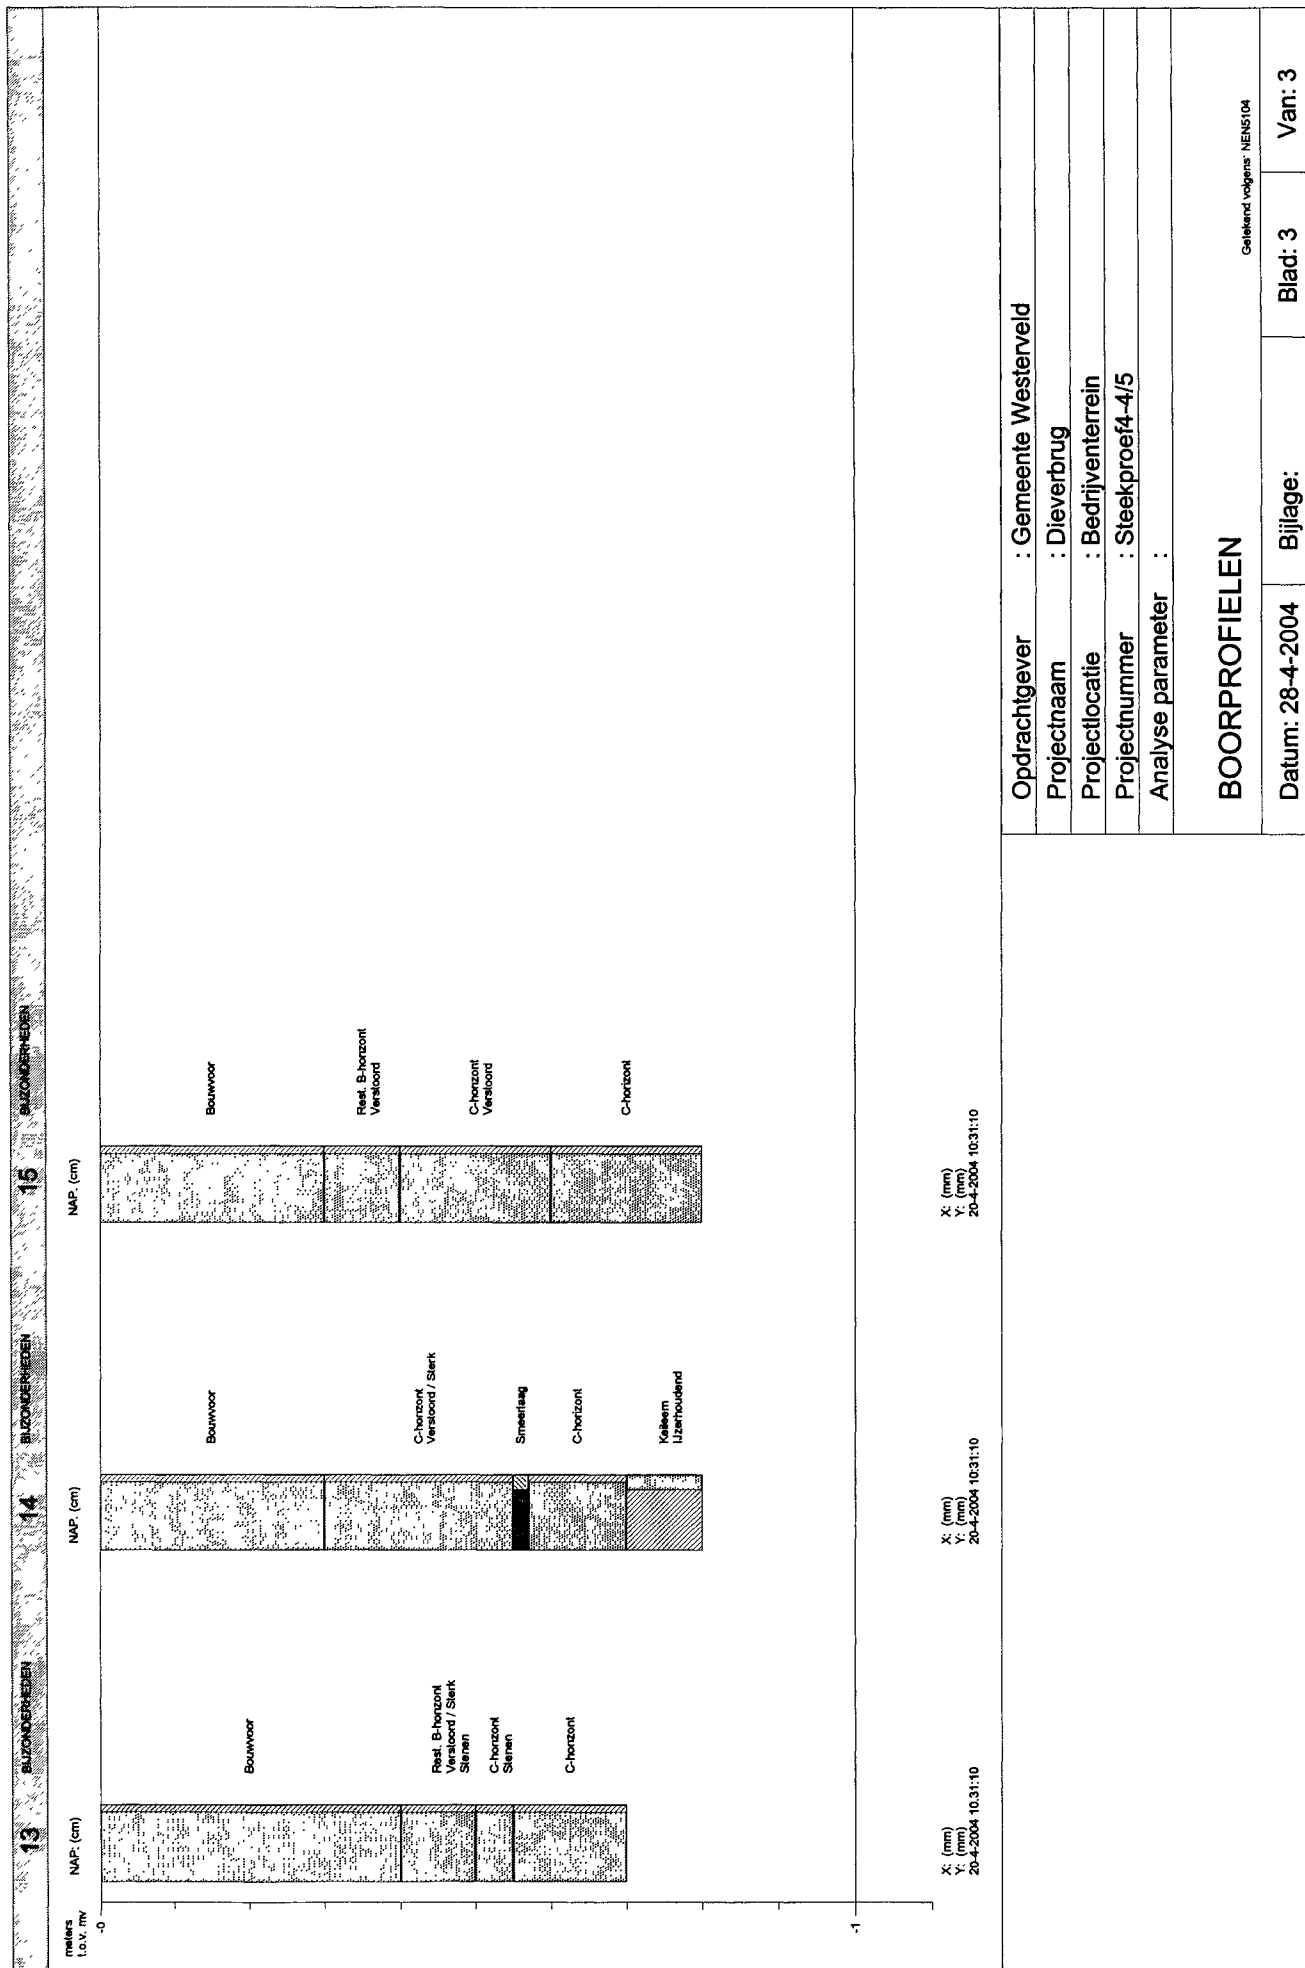 13 BIJZONDERHEDEN 14 BIJZONDERHEDEN 15 BIJZONDERHEDEN
meters
t.o.v. mv
NAP: (cm) NAP: (cm) NAP: (cm)
-0
Bouwvoor
Rest. B-horizont
Verstoord / Sterk
Stenen
C-horizont
Stenen
C-horizont
Bouwvoor
C-horizont
Verstoord / Sterk
Smeerlaag
C-horizont
Keileem
IJzerhoudend
Bouwvoor
Rest. B-horizont
Verstoord
C-horizont
Verstoord
C-horizont
-1
X: (mm)
Y: (mm)
20-4-2004 10:31:10
X: (mm)
Y: (mm)
20-4-2004 10:31:10
X: (mm)
Y: (mm)
20-4-2004 10:31:10
Opdrachtgever : Gemeente Westerveld
Projectnaam : Dieverbrug
Projectlocatie : Bedrijventerrein
Projectnummer : Steekproef4-4/5
Analyse parameter :
BOORPROFIELEN
Getekend volgens: NEN5104
Datum: 28-4-2004 Bijlage: Blad: 3 Van: 3